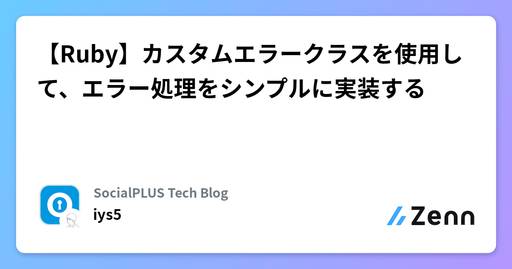 【Ruby】カスタムエラークラスを使用し
て、エラー処理をシンプルに実装する
SocialPLUS Tech Blog
iys5
Zenn